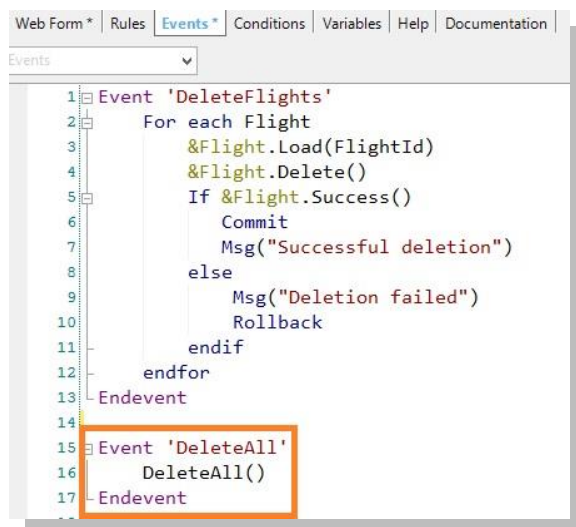 Web Form * Rules Events * Conditions Variables Help Documentation
Events
1 Event 'DeleteFlights'
2 For each Flight
3 &Flight.Load(FlightId)
4 &Flight.Delete()
5 If &Flight.Success()
6 Commit
7 Msg("Successful deletion")
8 else
9 Msg("Deletion failed")
10 Rollback
11 endif
12 endfor
13 Endevent
14
15 Event 'DeleteAll'
16 DeleteAll()
17 Endevent